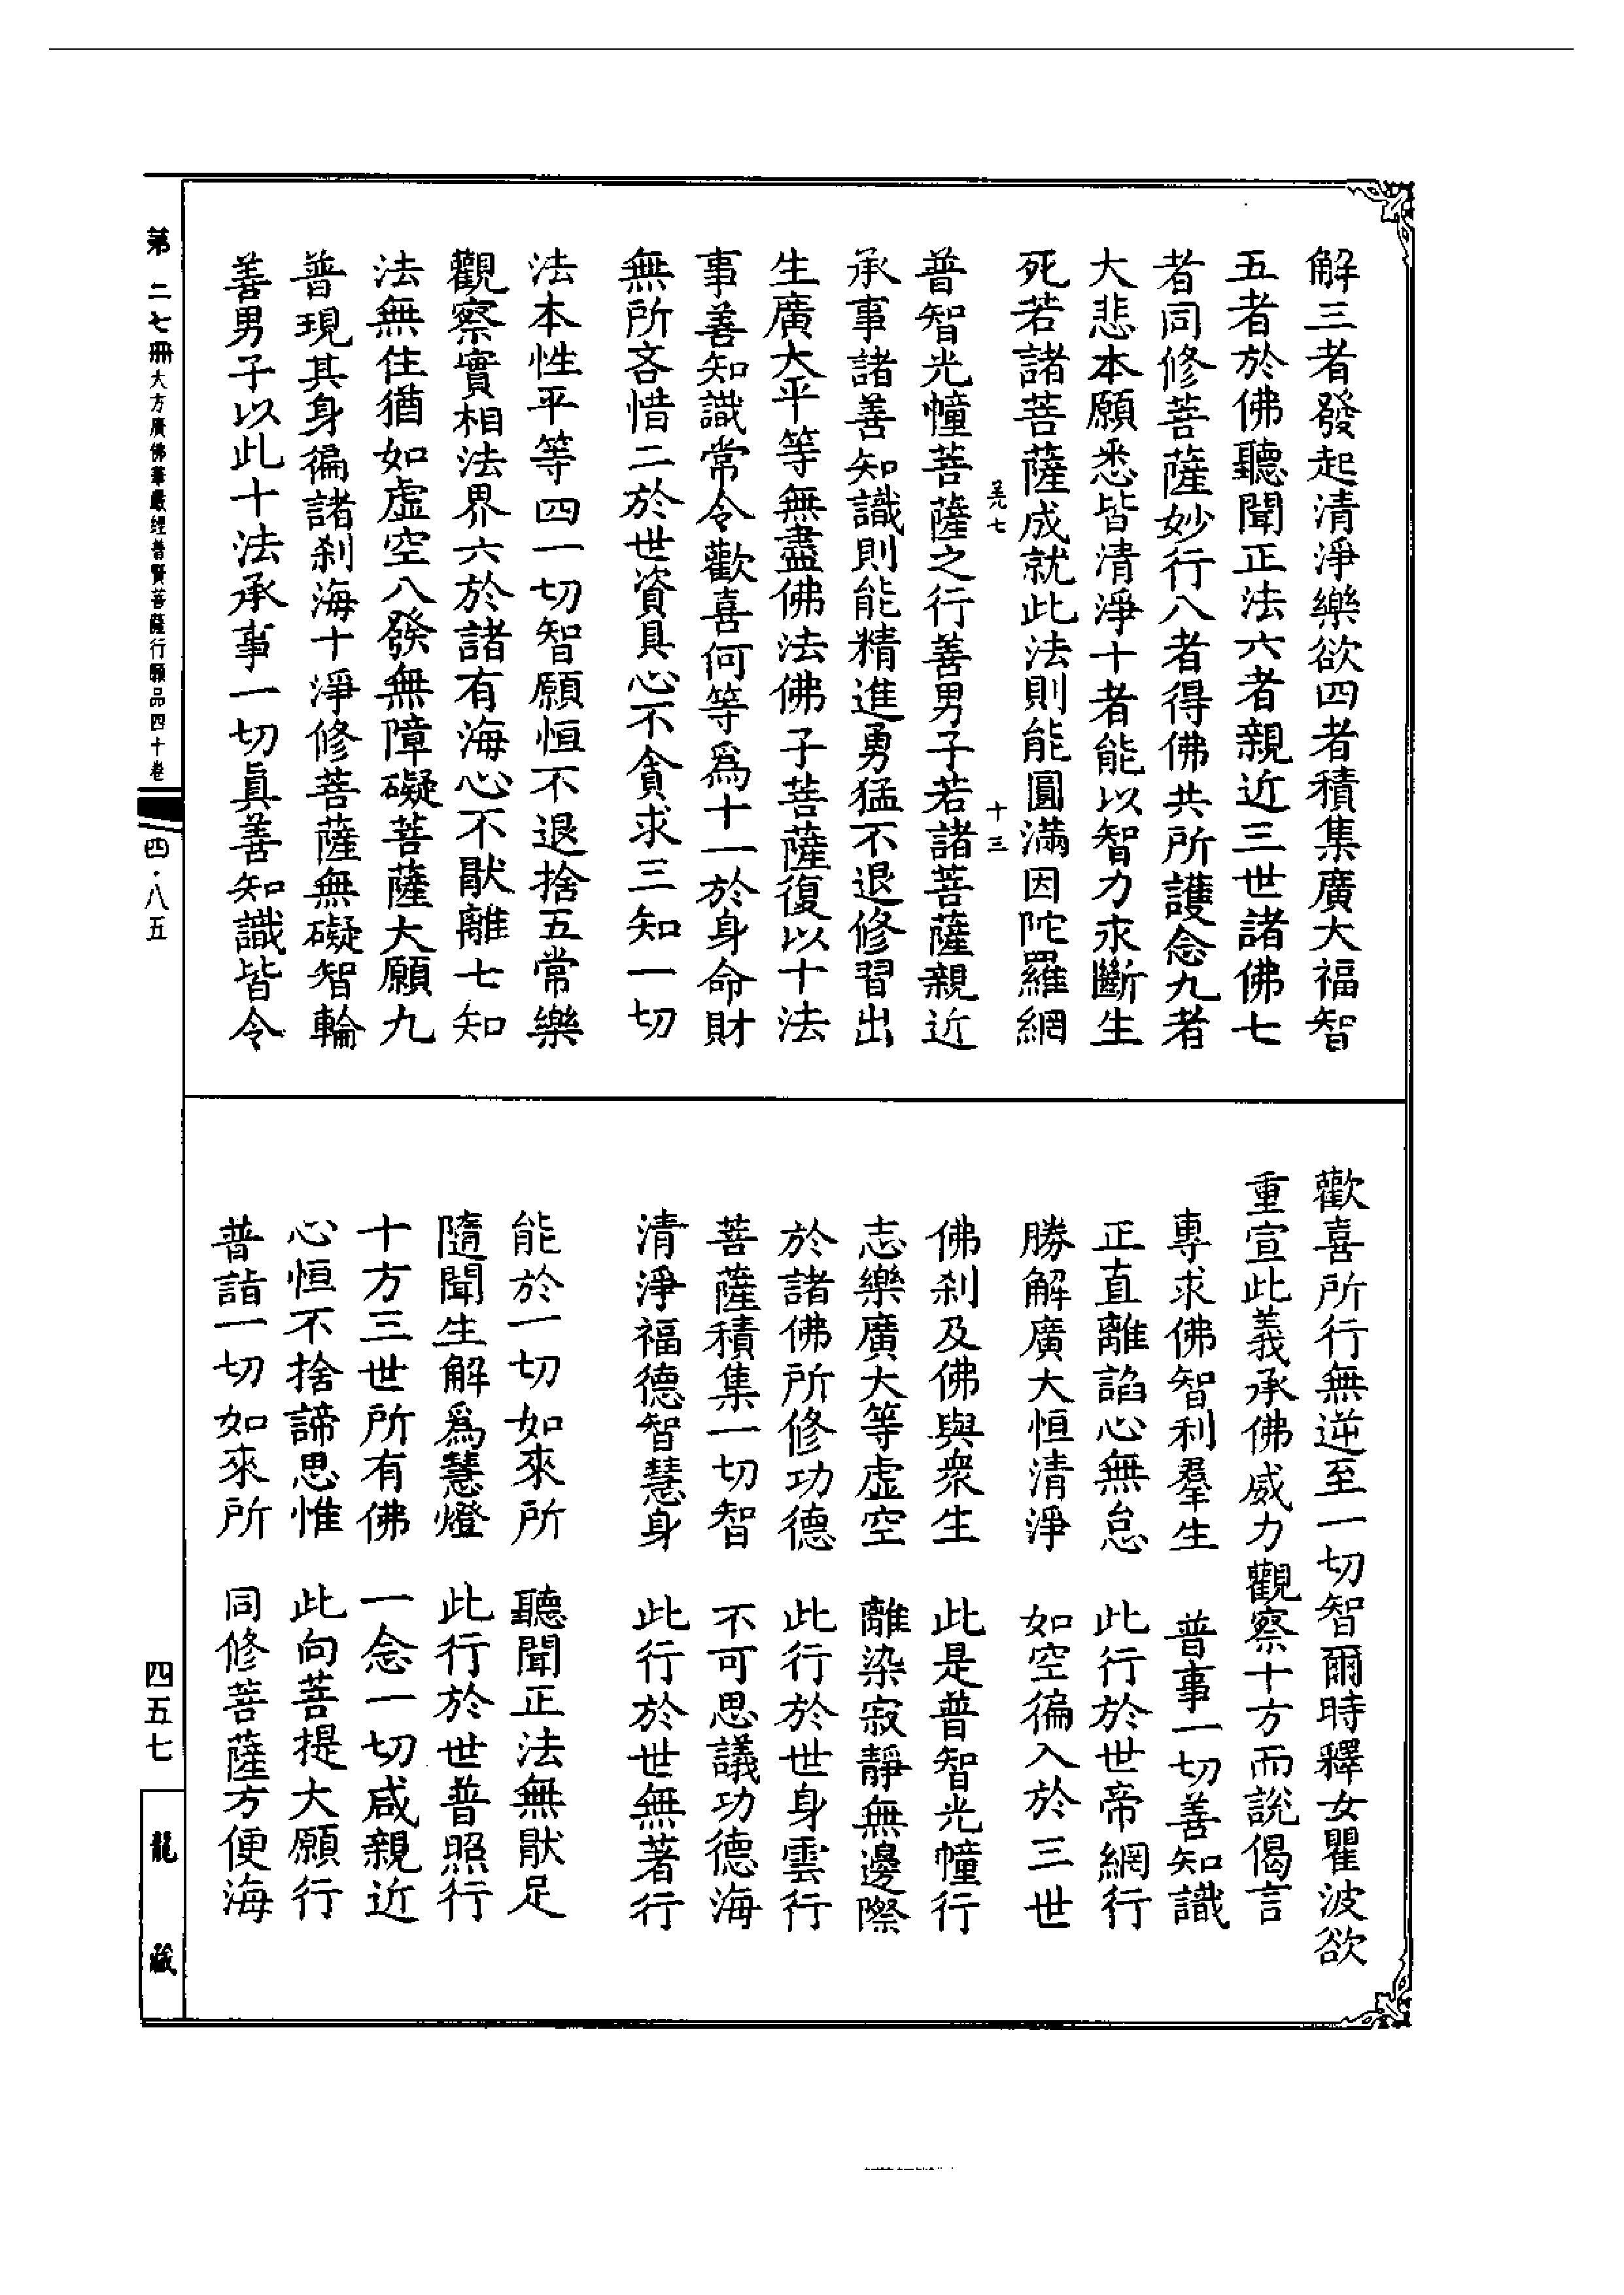 解三者發起清淨樂欲四者積集廣大福智
五者於佛聽聞正法六者親近三世諸佛七
者同修菩薩妙行八者得佛共所護念九者
大悲本願悉皆清淨十者能以智力永斷生
死若諸菩薩成就此法則能圓滿因陀羅網
七 十三
普智光幢菩薩之行善男子若諸菩薩親近
承事諸善知識則能精進勇猛不退修習出
生廣大平等無盡佛法佛子菩薩復以十法
事善知識常令歡喜何等為十一於身命財
無所吝惜二於世資具心不貪求三知一切
法本性平等四一切智願恒不退捨五常樂
觀察實相法界六於諸有海心不猒離七知
法無住猶如虛空八發無障礙菩薩大願九
普現其身徧諸刹海十淨修菩薩無礙智輪
善男子以此十法承事一切真善知識皆令
歡喜所行無逆至一切智爾時釋女瞿波欲
重宣此義承佛威力觀察十方而說偈言
專求佛智利羣生 普事一切善知識
正直離諂心無怠 此行於世帝網行
勝解廣大恒清淨 如空徧入於三世
佛刹及佛與衆生 此是普智光幢行
志樂廣大等虛空 離染寂靜無邊際
於諸佛所修功德 此行於世身雲行
菩薩積集一切智 不可思議功德海
清淨福德智慧身 此行於世無著行
能於一切如來所 聽聞正法無猒足
隨聞生解為慧燈 此行於世普照行
十方三世所有佛 一念一切咸親近
心恒不捨諦思惟 此向菩提大願行
普詣一切如來所 同修菩薩方便海
第二七冊 大方廣佛華嚴經普賢菩薩行願品四十卷 四·八五
四五七
龍藏